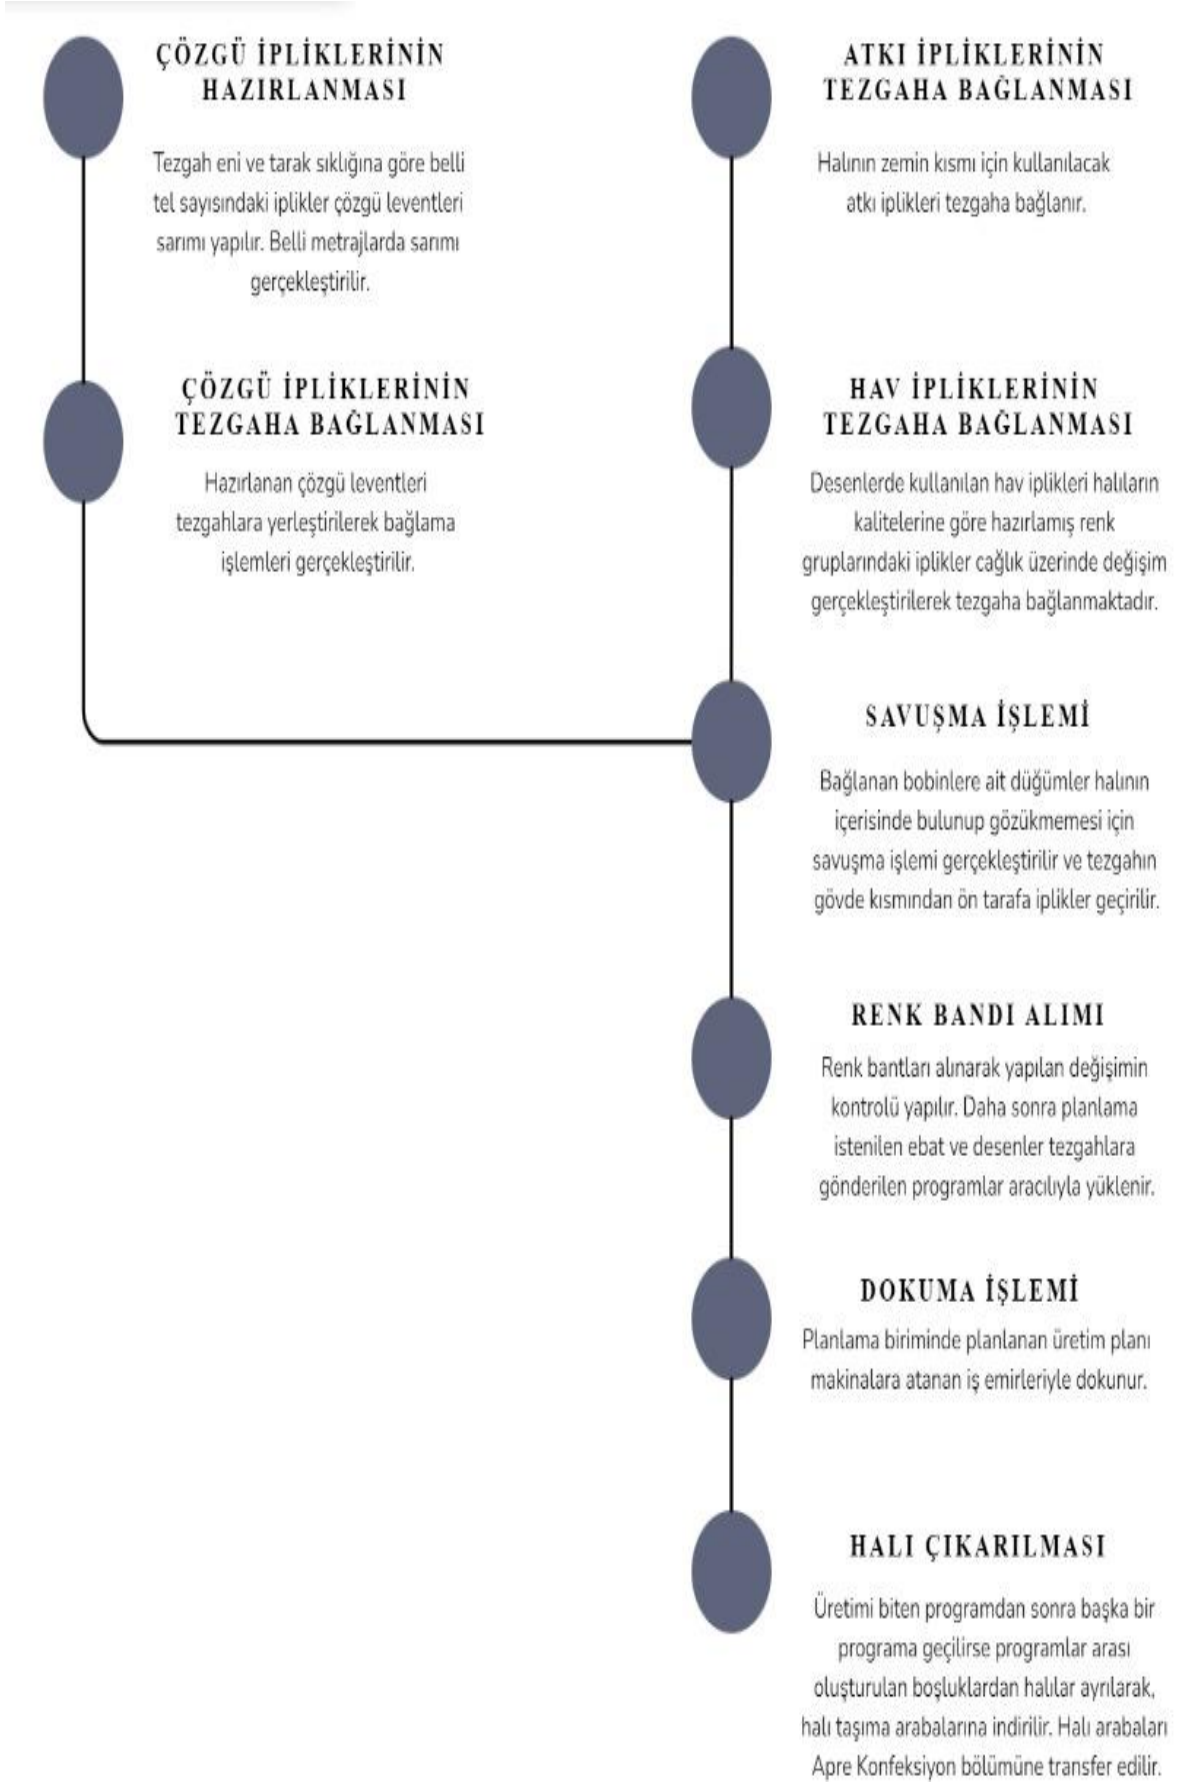 ÇÖZGÜ İPLİKLERİNİN
HAZIRLANMASI
Tezgah eni ve tarak sıklığına göre belli
tel sayısındaki iplikler çözgü leventleri
sarımı yapılır. Belli metrajlarda sarımı
gerçekleştirilir.
ÇÖZGÜ İPLİKLERİNİN
TEZGAHA BAĞLANMASI
Hazırlanan çözgü leventleri
tezgahlara yerleştirilerek bağlama
işlemleri gerçekleştirilir.
ATKI İPLİKLERİNİN
TEZGAHA BAĞLANMASI
Halının zemin kısmı için kullanılacak
atkı iplikleri tezgaha bağlanır.
HAV İPLİKLERİNİN
TEZGAHA BAĞLANMASI
Desenlerde kullanılan hav iplikleri halıların
kalitelerine göre hazırlamış renk
gruplarındaki iplikler cağlık üzerinde değişim
gerçekleştirilerek tezgaha bağlanmaktadır.
SAVUŞMA İŞLEMİ
Bağlanan bobinlere ait düğümler halının
içerisinde bulunup gözükmemesi için
savuşma işlemi gerçekleştirilir ve tezgahın
gövde kısmından ön tarafa iplikler geçirilir.
RENK BANDI ALIMI
Renk bantları alınarak yapılan değişimin
kontrolü yapılır. Daha sonra planlama
istenilen ebat ve desenler tezgahlara
gönderilen programlar aracılıyla yüklenir.
DOKUMA İŞLEMİ
Planlama biriminde planlanan üretim planı
makinalara atanan iş emirleriyle dokunur.
HALI ÇIKARILMASI
Üretimi biten programdan sonra başka bir
programa geçilirse programlar arası
oluşturulan boşluklardan halılar ayrılarak,
halı taşıma arabalarına indirilir. Halı arabaları
Apre Konfeksiyon bölümüne transfer edilir.